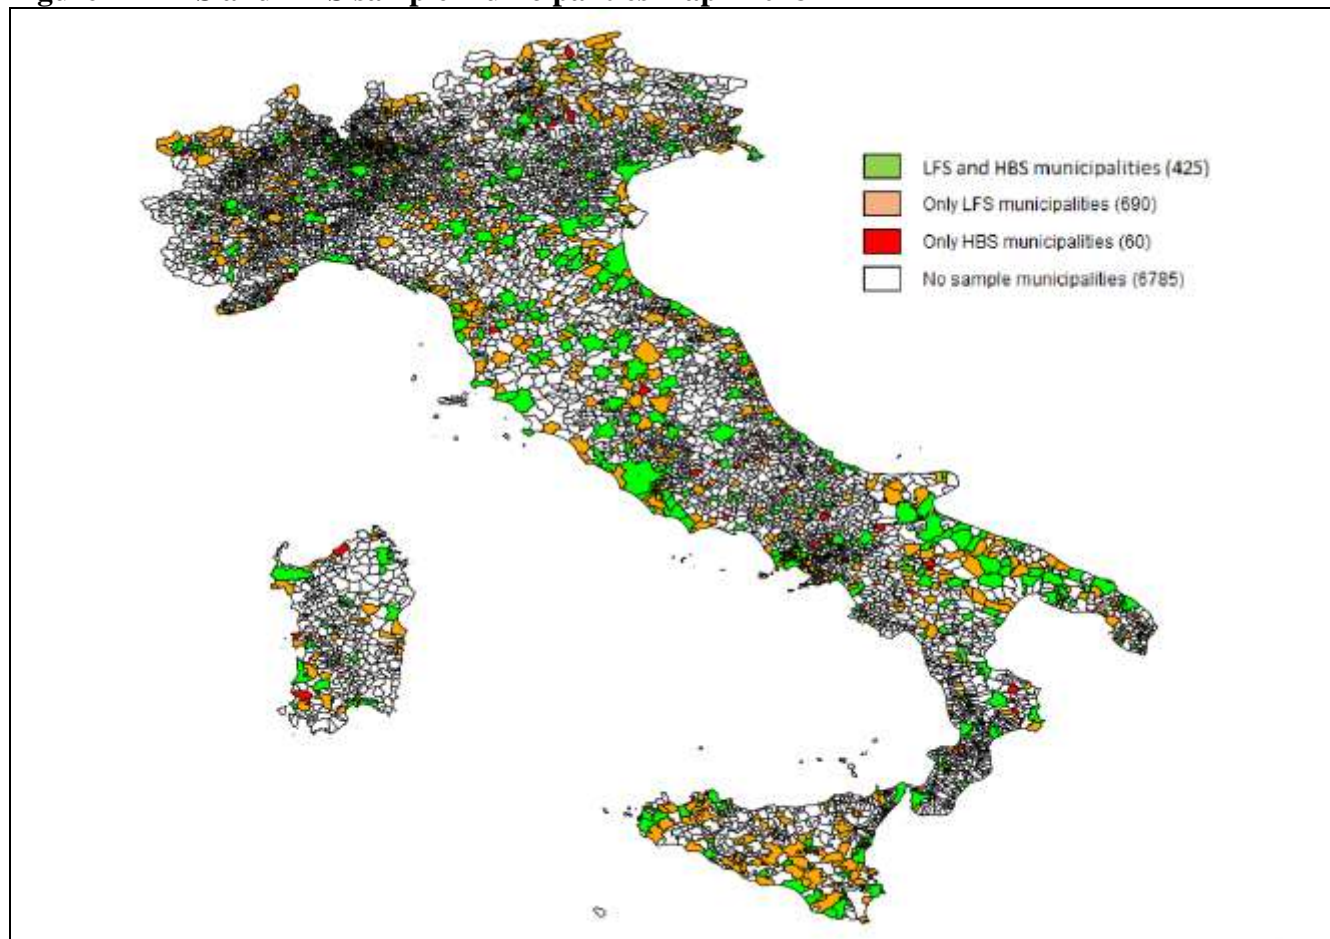 LFS and HBS municipalities (425)
Only LFS municipalities (690)
Only HBS municipalities (60)
No sample municipalities (6785)